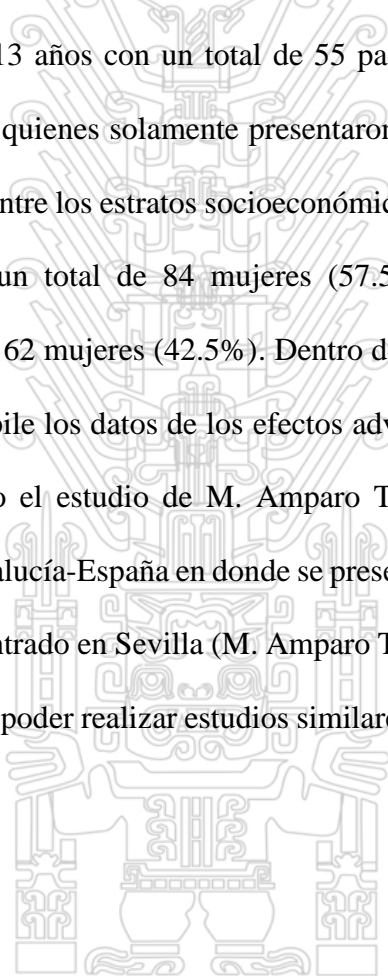 13 años con un total de 55 pa
quienes solamente presentaron
ntre los estratos socioeconómic
un total de 84 mujeres (57.5
62 mujeres (42.5%). Dentro d
ile los datos de los efectos adv
o el estudio de M. Amparo T
alucía-España en donde se prese
ntrado en Sevilla (M. Amparo T
poder realizar estudios similare